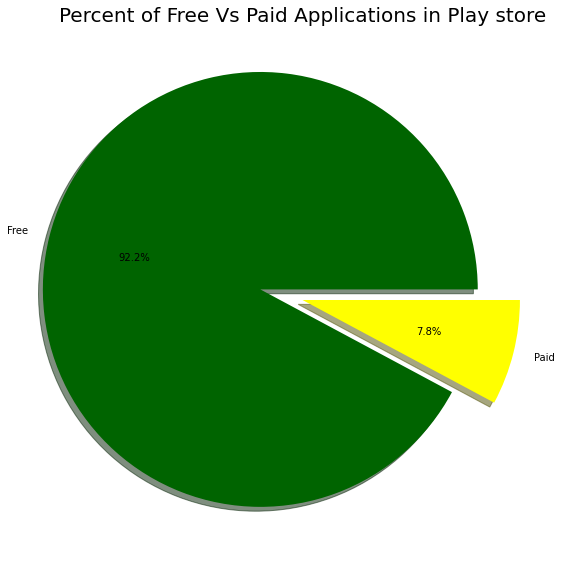 Percent of Free Vs Paid Applications in Play store
Free
92.2%
7.8%
Paid